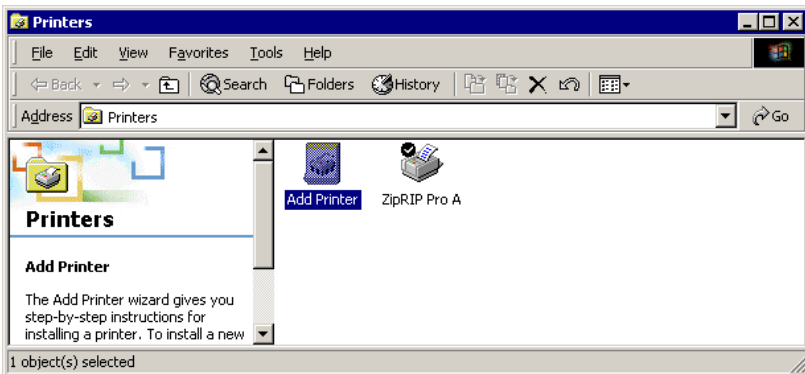 Printers
File Edit View Favorites Tools Help
Back Search Folders History
Address Printers Go
Add Printer ZipRIP Pro A
Printers
Add Printer
The Add Printer wizard gives you
step-by-step instructions for
installing a printer. To install a new
1 object(s) selected